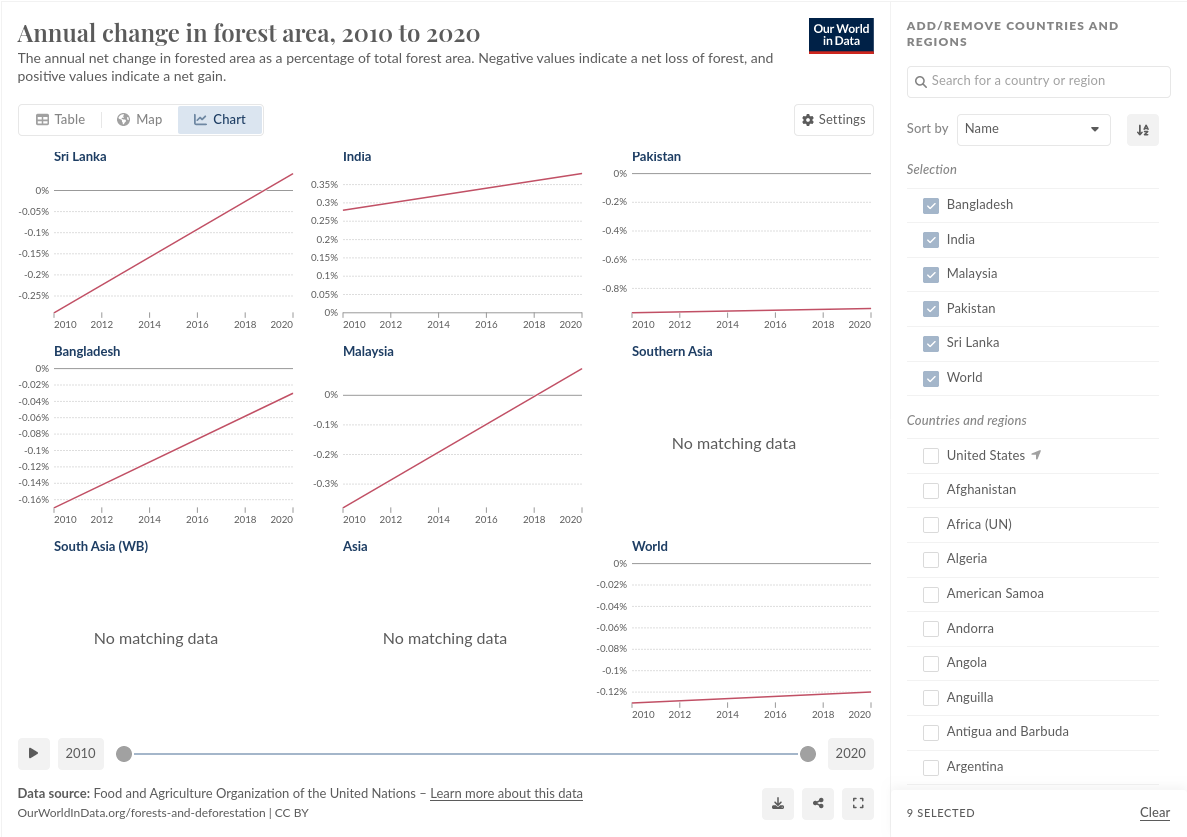 Annual change in forest area, 2010 to 2020
The annual net change in forested area as a percentage of total forest area. Negative values indicate a net loss of forest, and
positive values indicate a net gain.
Our World
in Data
Table
Map
Chart
Settings
Sri Lanka
0%
-0.05%
-0.1%
-0.15%
-0.2%
-0.25%
2010 2012 2014 2016 2018 2020
India
0.35%
0.3%
0.25%
0.2%
0.15%
0.1%
0.05%
0%
2010 2012 2014 2016 2018 2020
Pakistan
0%
-0.2%
-0.4%
-0.6%
-0.8%
2010 2012 2014 2016 2018 2020
Bangladesh
0%
-0.02%
-0.04%
-0.06%
-0.08%
-0.1%
-0.12%
-0.14%
-0.16%
2010 2012 2014 2016 2018 2020
Malaysia
0%
-0.1%
-0.2%
-0.3%
2010 2012 2014 2016 2018 2020
Southern Asia
No matching data
South Asia (WB)
No matching data
Asia
No matching data
World
0%
-0.02%
-0.04%
-0.06%
-0.08%
-0.1%
-0.12%
2010 2012 2014 2016 2018 2020
2010
2020
Data source: Food and Agriculture Organization of the United Nations – Learn more about this data
OurWorldInData.org/forests-and-deforestation | CC BY
ADD/REMOVE COUNTRIES AND
REGIONS
Search for a country or region
Sort by
Name
Selection
Bangladesh
India
Malaysia
Pakistan
Sri Lanka
World
Countries and regions
United States
Afghanistan
Africa (UN)
Algeria
American Samoa
Andorra
Angola
Anguilla
Antigua and Barbuda
Argentina
9 SELECTED
Clear